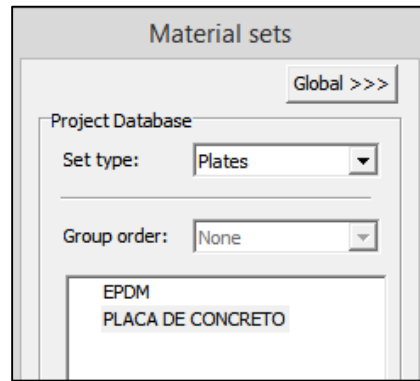 Material sets
Global >>>
Project Database
Set type: Plates
Group order: None
EPDM
PLACA DE CONCRETO